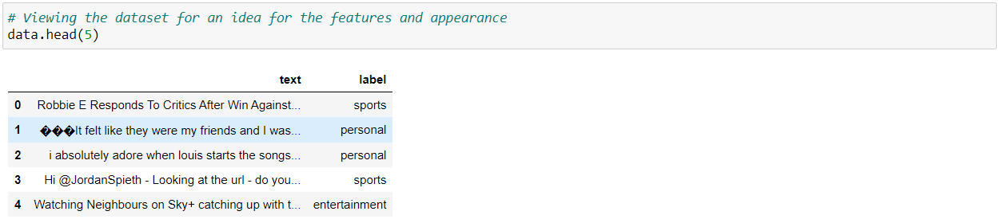 # Viewing the dataset for an idea for the features and appearance
data.head(5)
text label
0 Robbie E Responds To Critics After Win Against... sports
1 ���It felt like they were my friends and I was... personal
2 i absolutely adore when louis starts the songs... personal
3 Hi @JordanSpieth - Looking at the url - do you... sports
4 Watching Neighbours on Sky+ catching up with t... entertainment